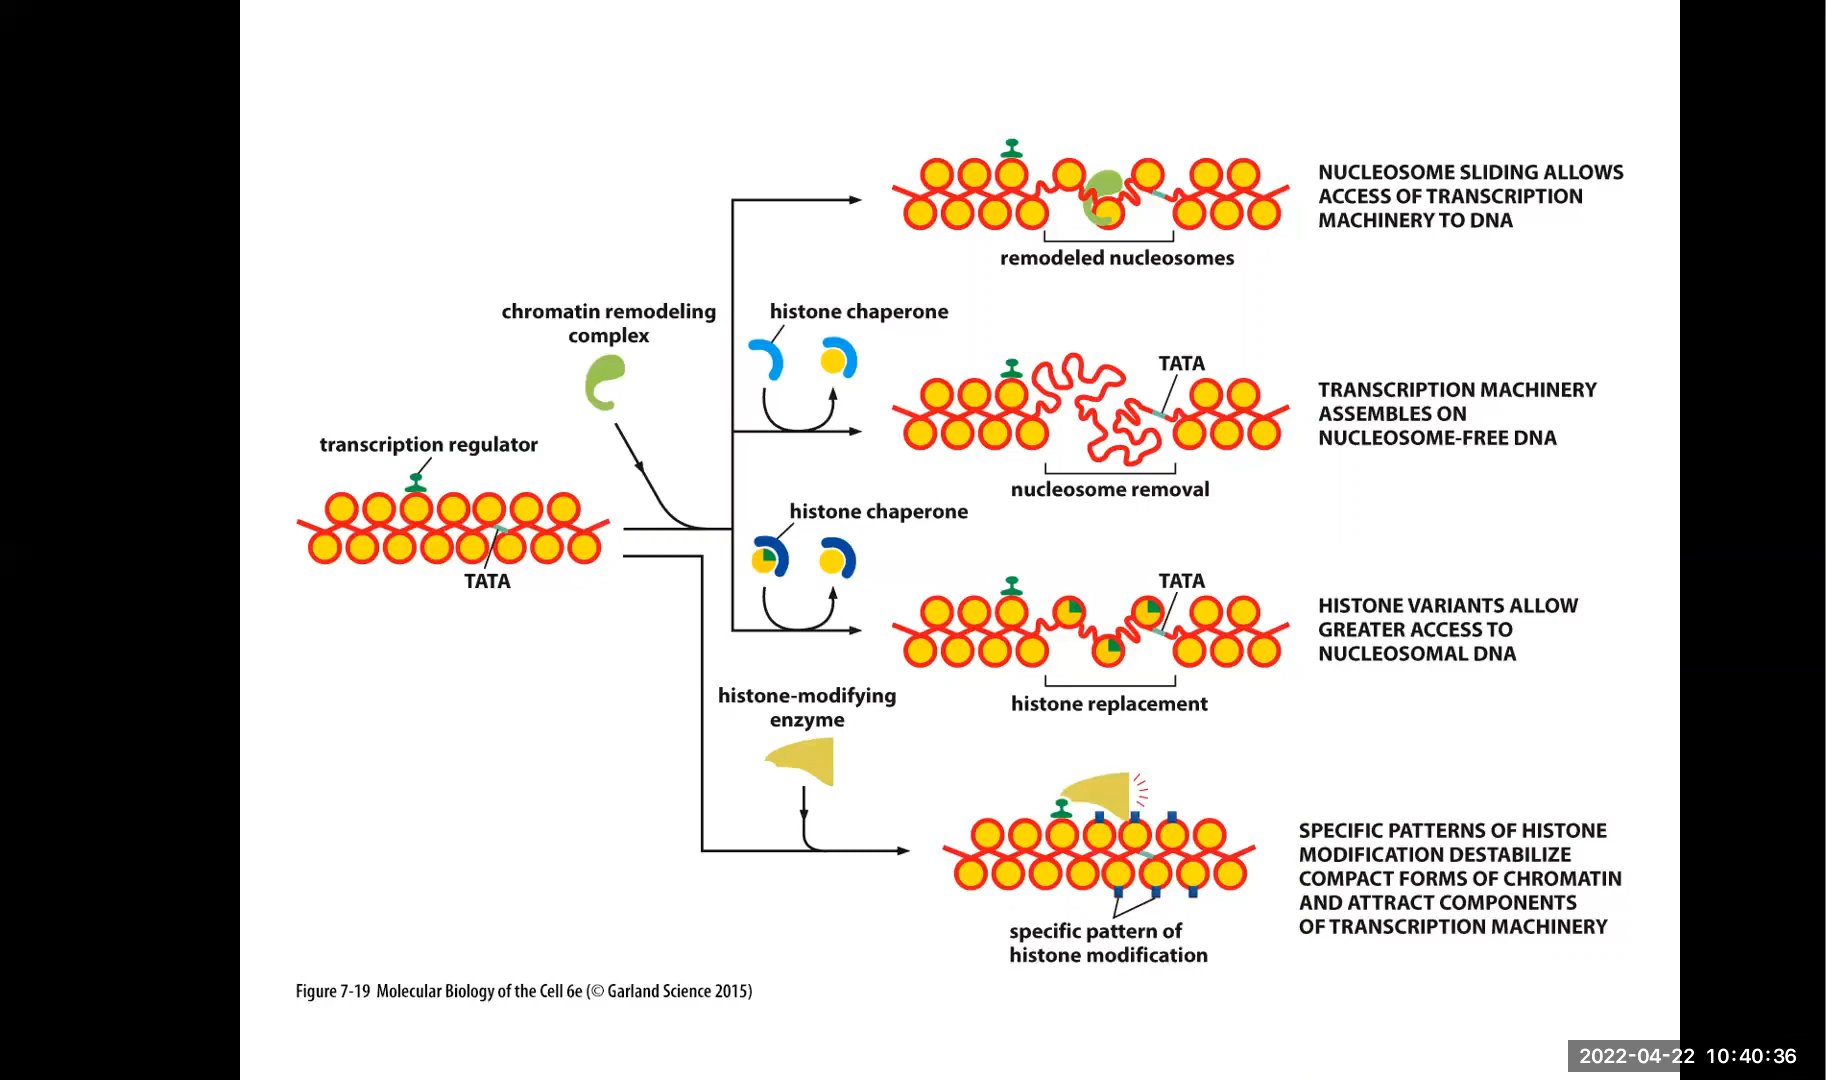 NUCLEOSOME SLIDING ALLOWS
ACCESS OF TRANSCRIPTION
MACHINERY TO DNA
remodeled nucleosomes
chromatin remodeling
complex
histone chaperone
TATA
TRANSCRIPTION MACHINERY
ASSEMBLES ON
NUCLEOSOME-FREE DNA
nucleosome removal
transcription regulator
TATA
histone chaperone
TATA
HISTONE VARIANTS ALLOW
GREATER ACCESS TO
NUCLEOSOMAL DNA
histone replacement
histone-modifying
enzyme
SPECIFIC PATTERNS OF HISTONE
MODIFICATION DESTABILIZE
COMPACT FORMS OF CHROMATIN
AND ATTRACT COMPONENTS
OF TRANSCRIPTION MACHINERY
specific pattern of
histone modification
Figure 7-19 Molecular Biology of the Cell 6e (© Garland Science 2015)
2022-04-22 10:40:36